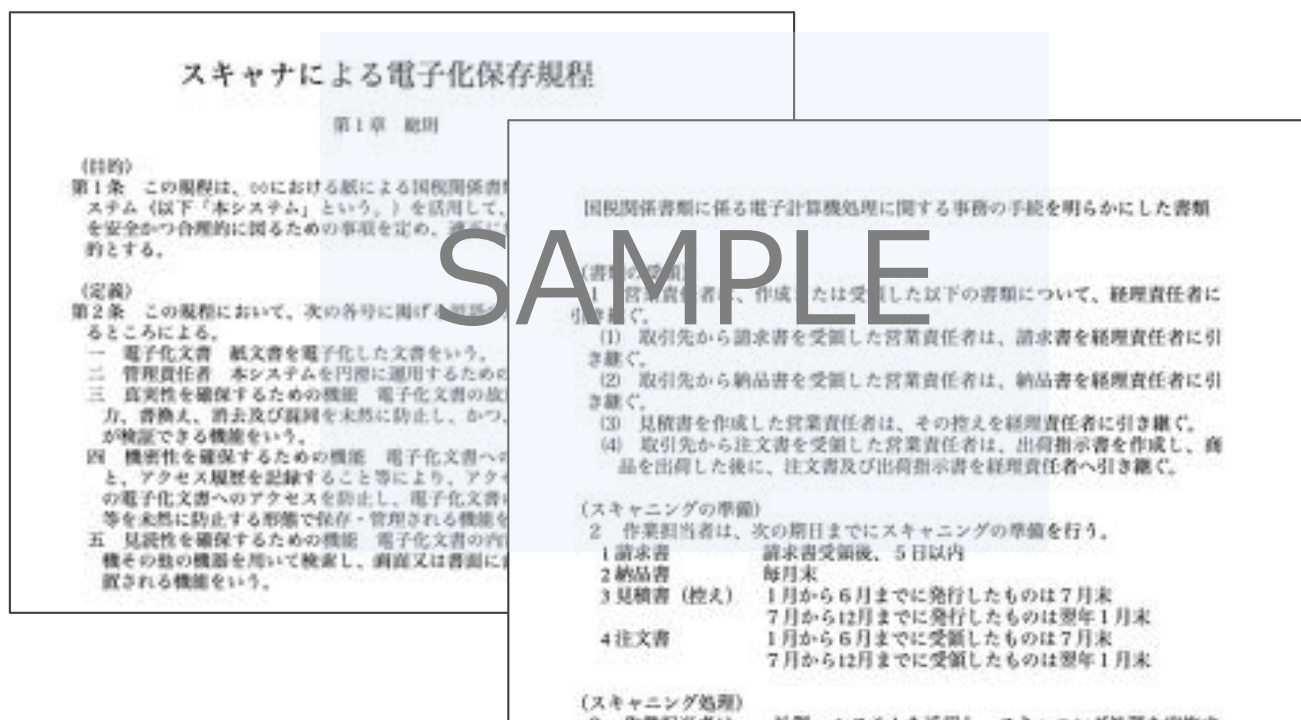 スキャナによる電子化保存規程
第1章 総則
(目的)
第1条 この規程は、○○における紙による国税関係書
ステム(以下「本システム」という。)を活用して、
を安全かつ合理的に図るための事項を定め、適正に
的とする。
(定義)
第2条 この規程において、次の各号に掲げる
るところによる。
一 電子化文書 紙文書を電子化した文書をいう。
二 管理責任者 本システムを円滑に運用するための
三 真実性を確保するための機能 電子化文書の故
力、書換え、消去及び混同を未然に防止し、かつ、
が検証できる機能をいう。
四 機密性を確保するための機能 電子化文書への
と、アクセス履歴を記録すること等により、アクセ
の電子化文書へのアクセスを防止し、電子化文書
等を未然に防止する形態で保存・管理される機能を
五 見読性を確保するための機能 電子化文書の内
機その他の機器を用いて検索し、画面又は書面に
置される機能をいう。
国税関係書類に係る電子計算機処理に関する事務の手続を明らかにした書類
SAMPLE
(書類の受領)
1 営業責任者は、作成または受領した以下の書類について、経理責任者に
引き継ぐ。
(1) 取引先から請求書を受領した営業責任者は、請求書を経理責任者に引
き継ぐ。
(2) 取引先から納品書を受領した営業責任者は、納品書を経理責任者に引
き継ぐ。
(3) 見積書を作成した営業責任者は、その控えを経理責任者に引き継ぐ。
(4) 取引先から注文書を受領した営業責任者は、出荷指示書を作成し、商
品を出荷した後に、注文書及び出荷指示書を経理責任者へ引き継ぐ。
(スキャニングの準備)
2 作業担当者は、次の期日までにスキャニングの準備を行う。
1 請求書 請求書受領後、5日以内
2 納品書 毎月末
3 見積書(控え) 1月から6月までに発行したものは7月末
7月から12月までに発行したものは翌年1月末
4 注文書 1月から6月までに受領したものは7月末
7月から12月までに受領したものは翌年1月末
(スキャニング処理)